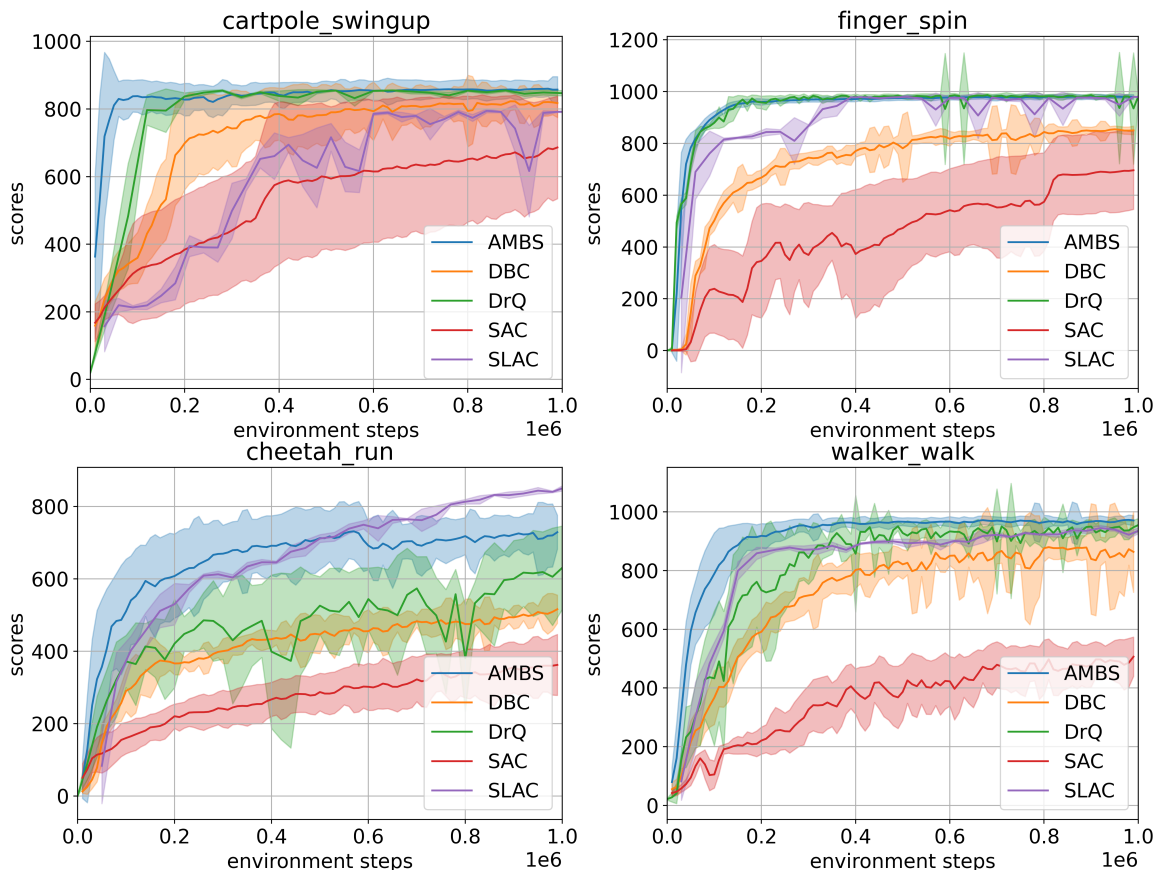 cartpole_swingup
scores
1000
800
600
400
200
0
0.0 0.2 0.4 0.6 0.8 1.0
1e6
environment steps
AMBS
DBC
DrQ
SAC
SLAC
finger_spin
scores
1200
1000
800
600
400
200
0
0.0 0.2 0.4 0.6 0.8 1.0
1e6
environment steps
AMBS
DBC
DrQ
SAC
SLAC
cheetah_run
scores
800
600
400
200
0
0.0 0.2 0.4 0.6 0.8 1.0
1e6
environment steps
AMBS
DBC
DrQ
SAC
SLAC
walker_walk
scores
1000
800
600
400
200
0
0.0 0.2 0.4 0.6 0.8 1.0
1e6
environment steps
AMBS
DBC
DrQ
SAC
SLAC